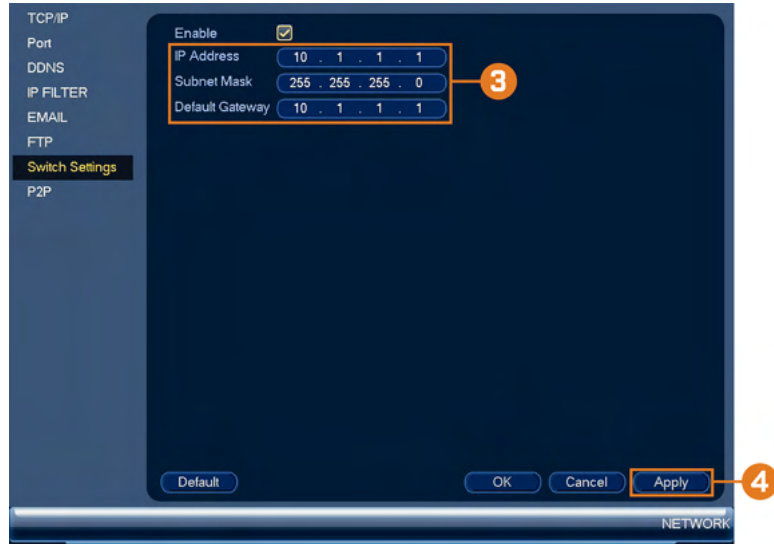 TCP/IP
Port
DDNS
IP FILTER
EMAIL
FTP
Switch Settings
P2P
Enable
IP Address 10 . 1 . 1 . 1
Subnet Mask 255 . 255 . 255 . 0
Default Gateway 10 . 1 . 1 . 1
3
Default OK Cancel Apply
4
NETWORK